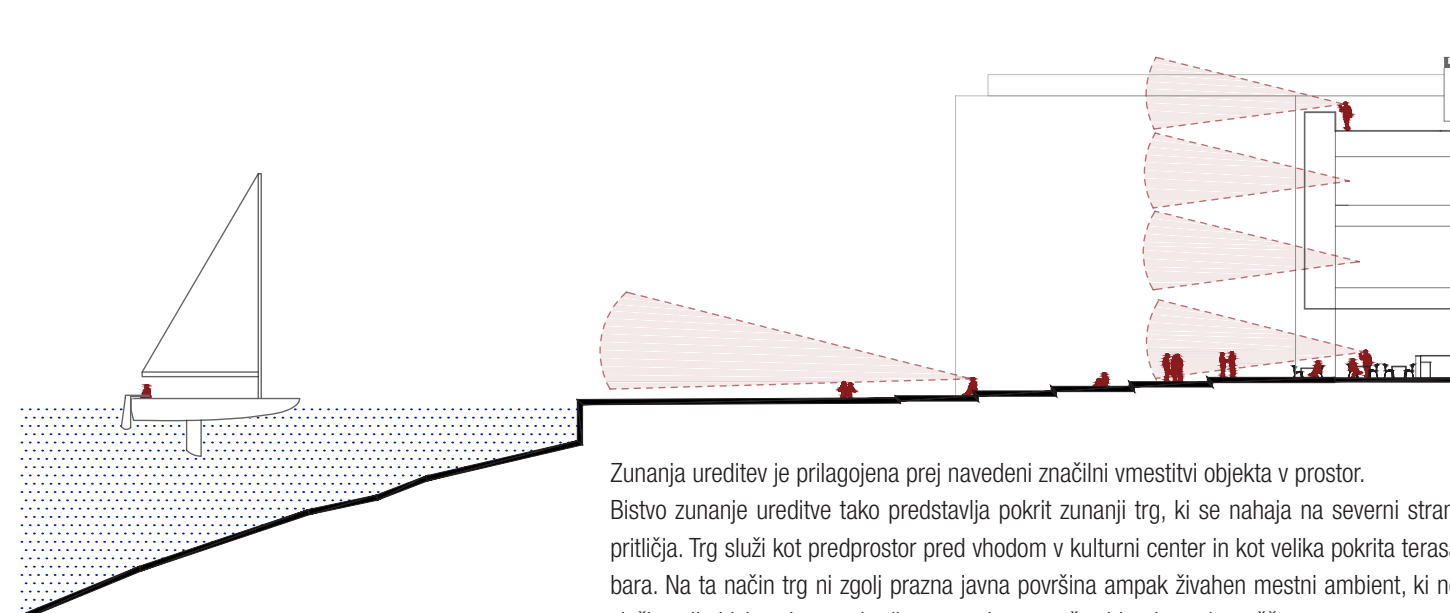 Zunanja ureditev je prilagojena prej navedeni značilni vmestitvi objekta v prostor.
Bistvo zunanje ureditve tako predstavlja pokrit zunanji trg, ki se nahaja na severni stran
pritličja. Trg služi kot predprostor pred vhodom v kulturni center in kot velika pokrita terasa
bara. Na ta način trg ni zgolj prazna javna površina ampak živahen mestni ambient, ki